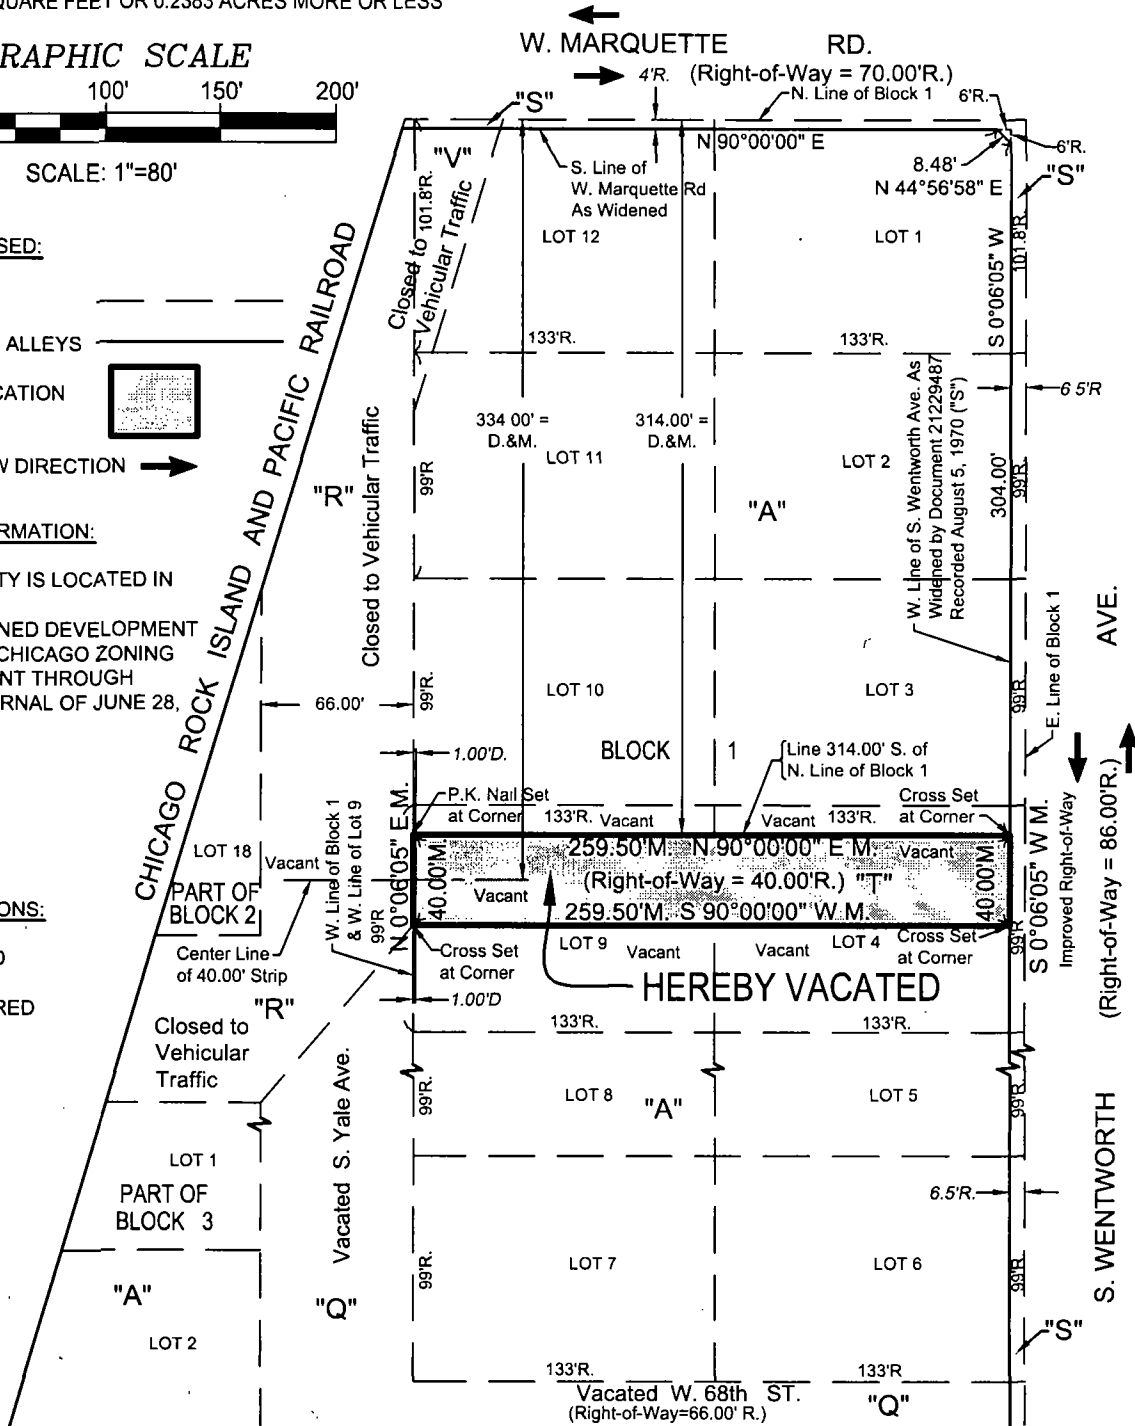 QUARE FEET OR 0.2383 ACRES MORE OR LESS
RAPHIC SCALE
100' 150' 200'
SCALE: 1"=80'
SED:
ALLEYS
CATION
W DIRECTION
RMATION:
TY IS LOCATED IN
NED DEVELOPMENT
CHICAGO ZONING
NT THROUGH
RNAL OF JUNE 28,
ONS:
RED
W. MARQUETTE RD.
4'R. (Right-of-Way = 70.00'R.)
N. Line of Block 1
6'R.
6'R.
"S"
"V"
N 90°00'00" E
8.48'
N 44°56'58" E
"S"
S. Line of
W. Marquette Rd
As Widened
101.8'R.
Closed to
Vehicular Traffic
LOT 12
LOT 1
S 0°06'05" W
101.8'R.
133'R.
133'R.
CHICAGO ROCK ISLAND AND PACIFIC RAILROAD
6 5'R
334 00' =
D.&M.
314.00' =
D.&M.
LOT 11
LOT 2
"R"
Closed to Vehicular Traffic
99'R
"A"
W. Line of S. Wentworth Ave. As
Widened by Document 21229487
Recorded August 5, 1970 ("S")
304.00'
99'R.
66.00'
99'R.
LOT 10
LOT 3
99'R.
E. Line of Block 1
AVE.
1.00'D.
BLOCK 1
Line 314.00' S. of
N. Line of Block 1
P.K. Nail Set
at Corner
133'R.
Vacant
133'R.
Cross Set
at Corner
259.50'M. N 90°00'00" E M.
Vacant
(Right-of-Way = 40.00'R.) "T"
Vacant
259.50'M. S 90°00'00" W.M.
40.00'M.
40.00'M.
N 0°06'05" E M.
S 0°06'05" W M.
W. Line of Block 1
& W. Line of Lot 9
99'R
LOT 18
Vacant
PART OF
BLOCK 2
Center Line
of 40.00' Strip
Cross Set
at Corner
LOT 9
Vacant
Vacant
LOT 4
Cross Set
at Corner
99'R
Improved Right-of-Way
(Right-of-Way = 86.00'R.)
HEREBY VACATED
1.00'D
"R"
Closed to
Vehicular
Traffic
133'R.
133'R.
99'R.
LOT 8
"A"
LOT 5
99'R.
Vacated S. Yale Ave.
LOT 1
PART OF
BLOCK 3
6.5'R.
S. WENTWORTH
99'R.
LOT 7
LOT 6
99'R.
"A"
"Q"
LOT 2
"S"
133'R.
133'R
Vacated W. 68th ST.
(Right-of-Way=66.00' R.)
"Q"